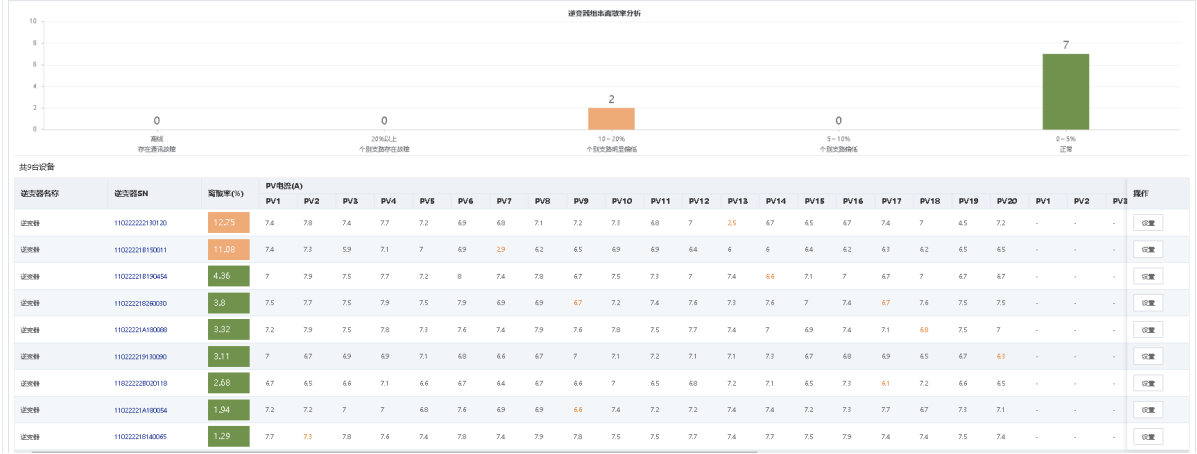 逆变器组串离散率分析
10
8
6
4
2
0
0 0 2 0 7
离线 20%以上 10~20% 5~10% 0~5%
存在通讯故障 个别支路存在故障 个别支路明显偏低 个别支路偏低 正常
共9台设备
逆变器名称 逆变器SN 离散率(%) PV电流(A) 操作
PV1 PV2 PV3 PV4 PV5 PV6 PV7 PV8 PV9 PV10 PV11 PV12 PV13 PV14 PV15 PV16 PV17 PV18 PV19 PV20 PV1 PV2 PV3
逆变器 110222222130120 12.75 7.4 7.8 7.4 7.7 7.2 6.9 6.8 7.1 7.2 7.3 6.8 7 2.5 6.7 6.5 6.7 7.4 7 4.5 7.2 - - - 设置
逆变器 11022221B150011 11.08 7.4 7.3 5.9 7.1 7 6.9 2.9 6.2 6.5 6.9 6.9 6.4 6 6 6.4 6.2 6.3 6.2 6.5 6.5 - - - 设置
逆变器 11022221B190454 4.36 7 7.9 7.5 7.7 7.2 8 7.4 7.8 6.7 7.5 7.3 7 7.4 6.6 7.1 7 6.7 7 6.7 6.7 - - - 设置
逆变器 110222218260030 3.8 7.5 7.7 7.5 7.9 7.5 7.9 6.9 6.9 6.7 7.2 7.4 7.6 7.3 7.6 7 7.4 6.7 7.6 7.5 7.5 - - - 设置
逆变器 11022221A180088 3.32 7.2 7.9 7.5 7.8 7.3 7.6 7.4 7.9 7.6 7.8 7.5 7.7 7.4 7 6.9 7.4 7.1 6.8 7.5 7 - - - 设置
逆变器 110222219130090 3.11 7 6.7 6.9 6.9 7.1 6.8 6.6 6.7 7 7.1 7.2 7.1 7.1 7.3 6.7 6.8 6.9 6.5 6.7 6.3 - - - 设置
逆变器 11822222B020118 2.68 6.7 6.5 6.6 7.1 6.6 6.7 6.4 6.7 6.6 7 6.5 6.8 7.2 7.1 6.5 7.3 6.1 7.2 6.6 6.5 - - - 设置
逆变器 11022221A180054 1.94 7.2 7.2 7 7 6.8 7.6 6.9 6.9 6.6 7.4 7.2 7.2 7.4 7.4 7.2 7.3 7.7 6.7 7.3 7.1 - - - 设置
逆变器 110222218140065 1.29 7.7 7.3 7.8 7.6 7.4 7.8 7.4 7.9 7.8 7.5 7.5 7.7 7.4 7.7 7.5 7.9 7.4 7.4 7.5 7.4 - - - 设置